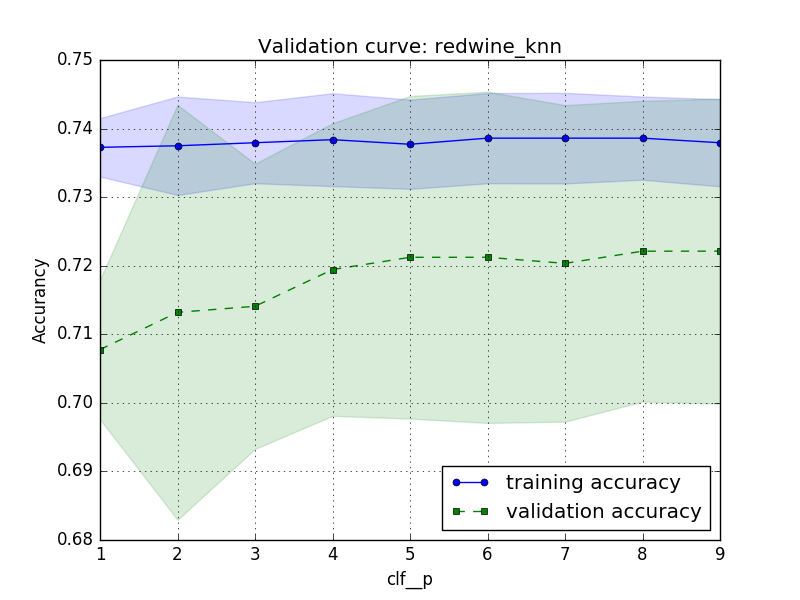 Validation curve: redwine_knn
0.75
0.74
0.73
0.72
0.71
0.70
0.69
0.68
Accurancy
training accuracy
validation accuracy
1 2 3 4 5 6 7 8 9
clf__p